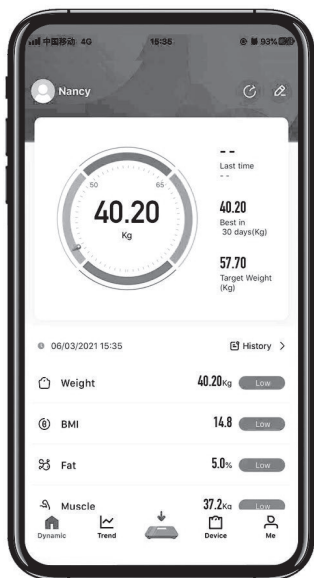 中国移动 4G 15:35 93%
Nancy
50 65
40.20
Kg
--
Last time
--
40.20
Best in
30 days(Kg)
57.70
Target Weight
(Kg)
06/03/2021 15:35 History >
Weight 40.20Kg Low
BMI 14.8 Low
Fat 5.0% Low
Muscle 37.2Kg Low
Dynamic Trend Device Me